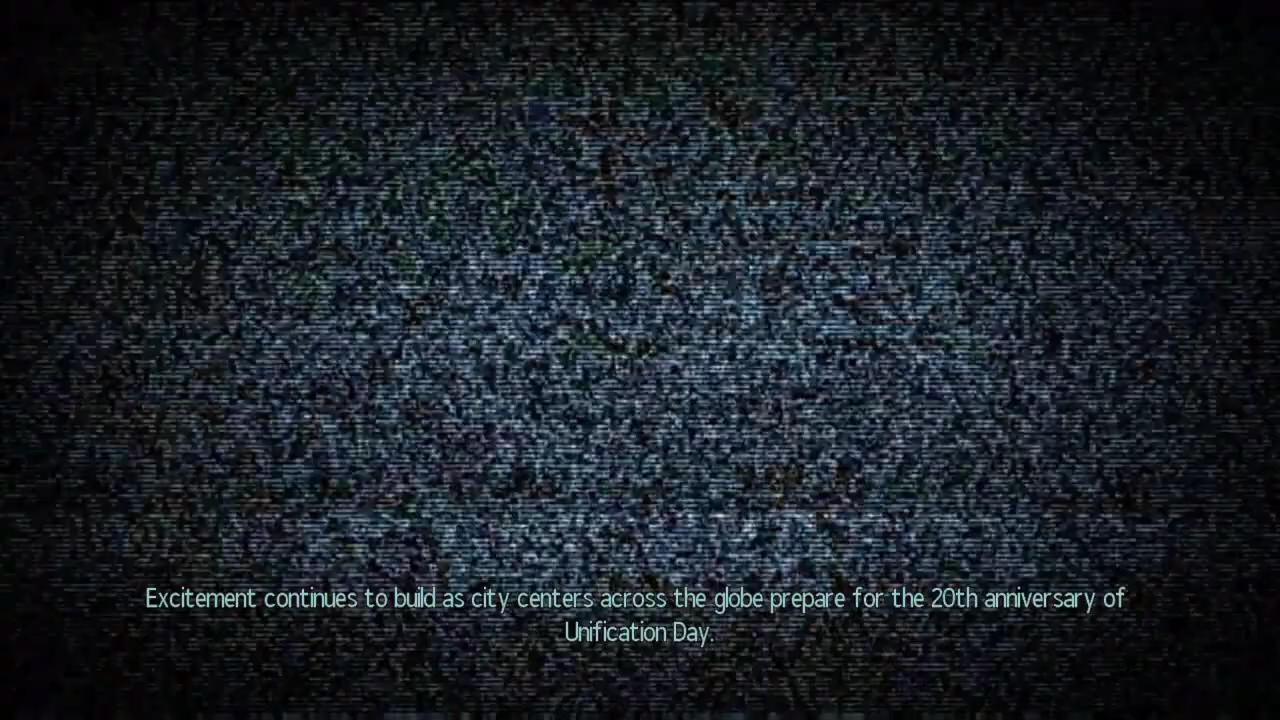 Excitement continues to build as city centers across the globe prepare for the 20th anniversary of
Unification Day.